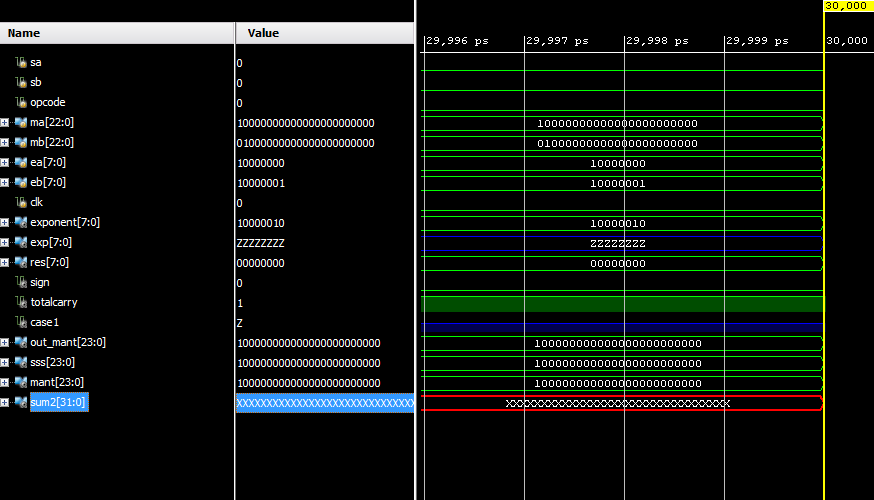 30,000
Name Value
29,996 ps 29,997 ps 29,998 ps 29,999 ps 30,000
sa 0
sb 0
opcode 0
ma[22:0] 10000000000000000000000 10000000000000000000000
mb[22:0] 01000000000000000000000 01000000000000000000000
ea[7:0] 10000000 10000000
eb[7:0] 10000001 10000001
clk 0
exponent[7:0] 10000010 10000010
exp[7:0] ZZZZZZZZ ZZZZZZZZ
res[7:0] 00000000 00000000
sign 0
totalcarry 1
case1 Z
out_mant[23:0] 100000000000000000000000 100000000000000000000000
sss[23:0] 100000000000000000000000 100000000000000000000000
mant[23:0] 100000000000000000000000 100000000000000000000000
sum2[31:0] XXXXXXXXXXXXXXXXXXXXXXXXXXXXX XXXXXXXXXXXXXXXXXXXXXXXXXXXXXXXX